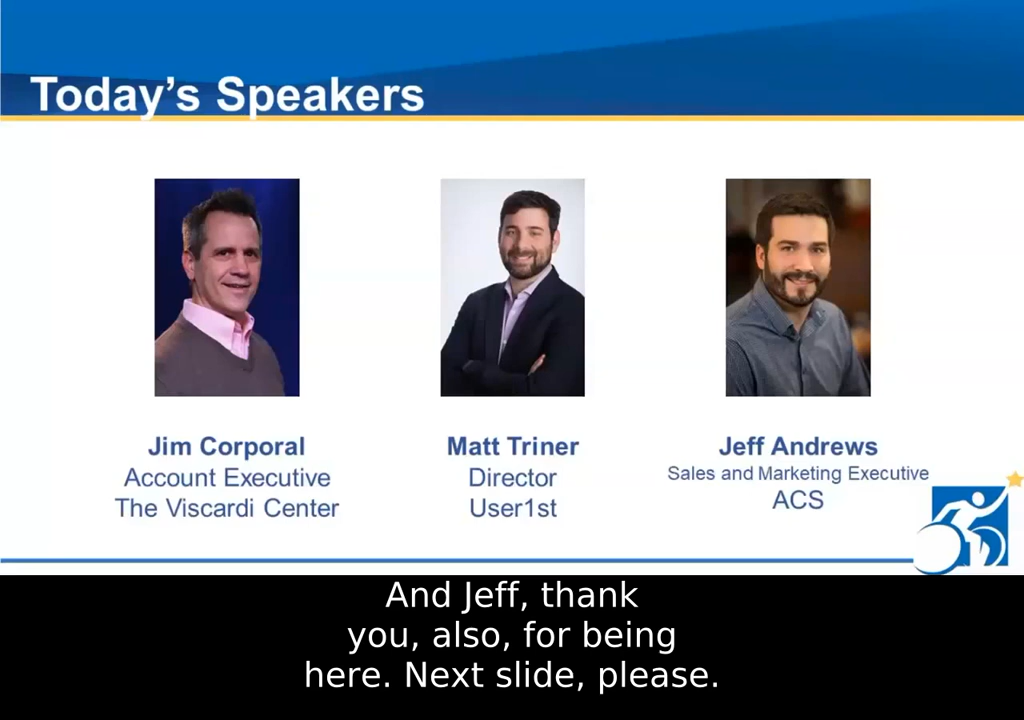 Today's Speakers
Jim Corporal
Account Executive
The Viscardi Center
Matt Triner
Director
User1st
Jeff Andrews
Sales and Marketing Executive
ACS
And Jeff, thank
you, also, for being
here. Next slide, please.